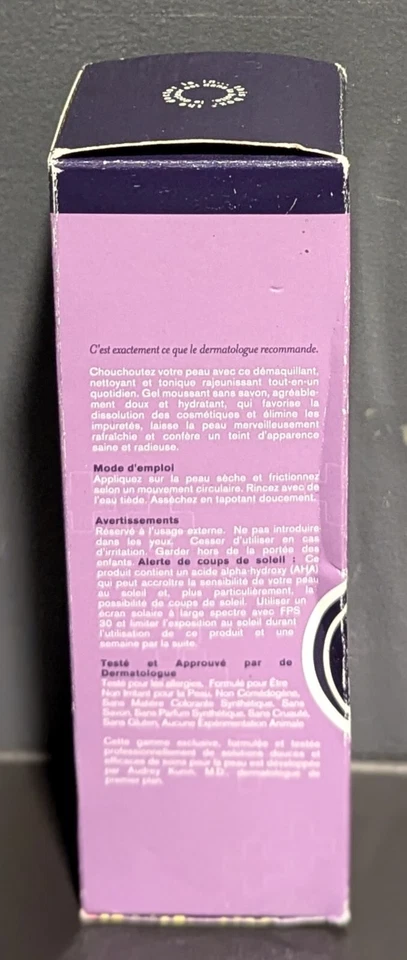 C'est exactement ce que le dermatologue recommande.
Chouchoutez votre peau avec ce démaquillant,
nettoyant et tonique rajeunissant tout-en-un
quotidien. Gel moussant sans savon, agréable-
ment doux et hydratant, qui favorise la
dissolution des cosmétiques et élimine les
impuretés, laisse la peau merveilleusement
rafraîchie et confère un teint d'apparence
saine et radieuse.
Mode d'emploi
Appliquez sur la peau sèche et frictionnez
selon un mouvement circulaire. Rincez avec de
l'eau tiède. Asséchez en tapotant doucement.
Avertissements
Réservé à l'usage externe. Ne pas introduire
dans les yeux. Cesser d'utiliser en cas
d'irritation. Garder hors de la portée des
enfants. Alerte de coups de soleil : Ce
produit contient un acide alpha-hydroxy (AHA)
qui peut accroître la sensibilité de votre peau
au soleil et, plus particulièrement, la
possibilité de coups de soleil. Utiliser un
écran solaire à large spectre avec FPS
30 et limiter l'exposition au soleil durant
l'utilisation de ce produit et une
semaine par la suite.
Testé et Approuvé par de
Dermatologue
Testé pour les allergies. Formulé pour Être
Non Irritant pour la Peau. Non Comédogène,
Sans Matière Colorante Synthétique. Sans
Savon. Sans Parfum Synthétique. Sans Cruauté,
Sans Gluten, Aucune Expérimentation Animale
Cette gamme exclusive, formulée et testée
professionnellement de solutions douces et
efficaces de soins pour la peau est développée
par Audrey Kunin, M.D., dermatologue de
premier plan.